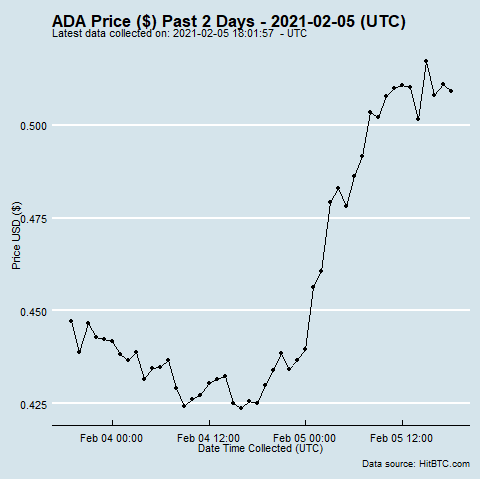 ADA Price ($) Past 2 Days - 2021-02-05 (UTC)
Latest data collected on: 2021-02-05 18:01:57 - UTC
Price USD ($)
0.500
0.475
0.450
0.425
Feb 04 00:00
Feb 04 12:00
Feb 05 00:00
Feb 05 12:00
Date Time Collected (UTC)
Data source: HitBTC.com